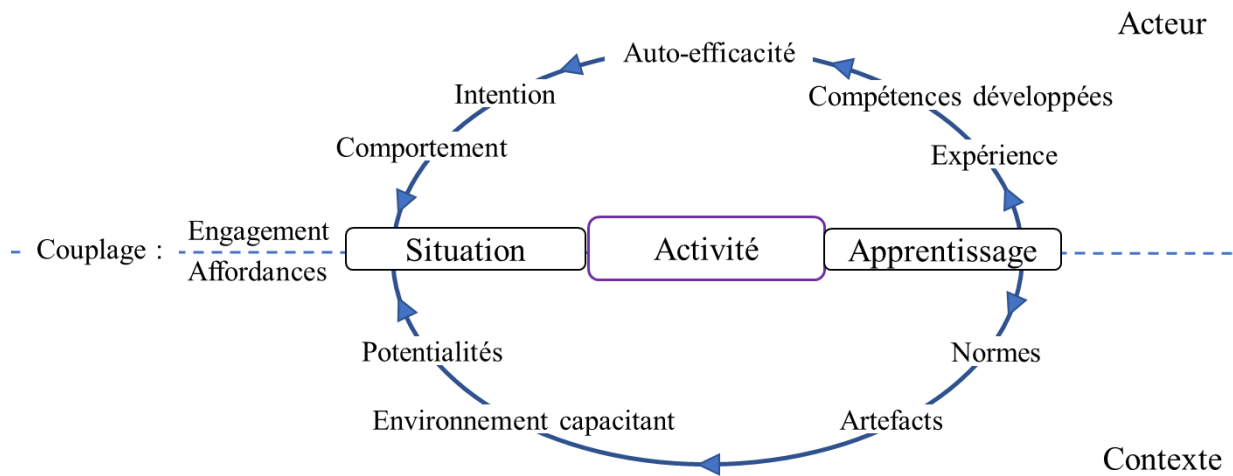 Acteur
Auto-efficacité
Intention
Compétences développées
Comportement
Expérience
Couplage :
Engagement
Affordances
Situation
Activité
Apprentissage
Potentialités
Normes
Environnement capacitant
Artefacts
Contexte